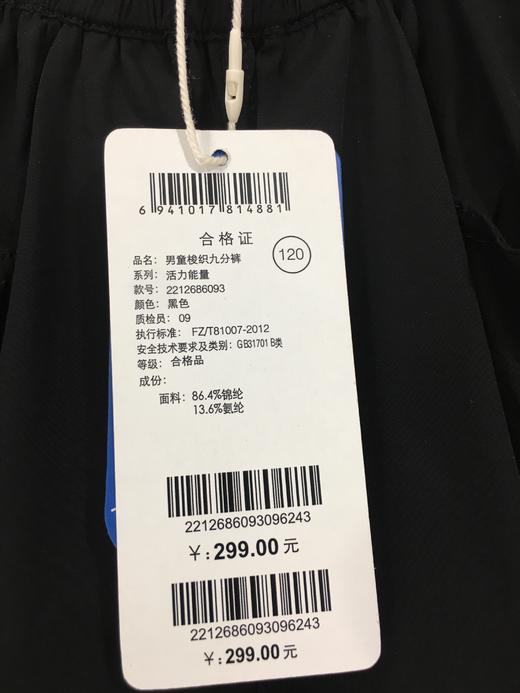 6 941017 814881
合格证
品名: 男童梭织九分裤
120
系列: 活力能量
款号: 2212686093
颜色: 黑色
质检员: 09
执行标准: FZ/T81007-2012
安全技术要求及类别: GB31701 B类
等级: 合格品
成份:
面料: 86.4%锦纶
13.6%氨纶
2212686093096243
￥: 299.00 元
2212686093096243
￥: 299.00 元